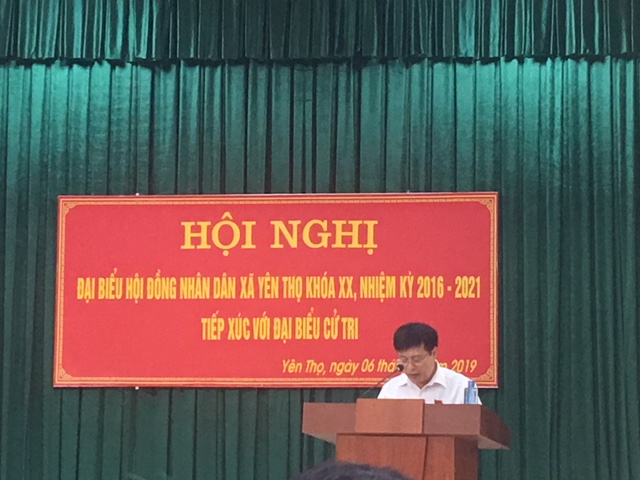 HỘI NGHỊ
ĐẠI BIỂU HỘI ĐỒNG NHÂN DÂN XÃ YÊN THỌ KHÓA XX, NHIỆM KỲ 2016 - 2021
TIẾP XÚC VỚI ĐẠI BIỂU CỬ TRI
Yên Thọ, ngày 06 2019